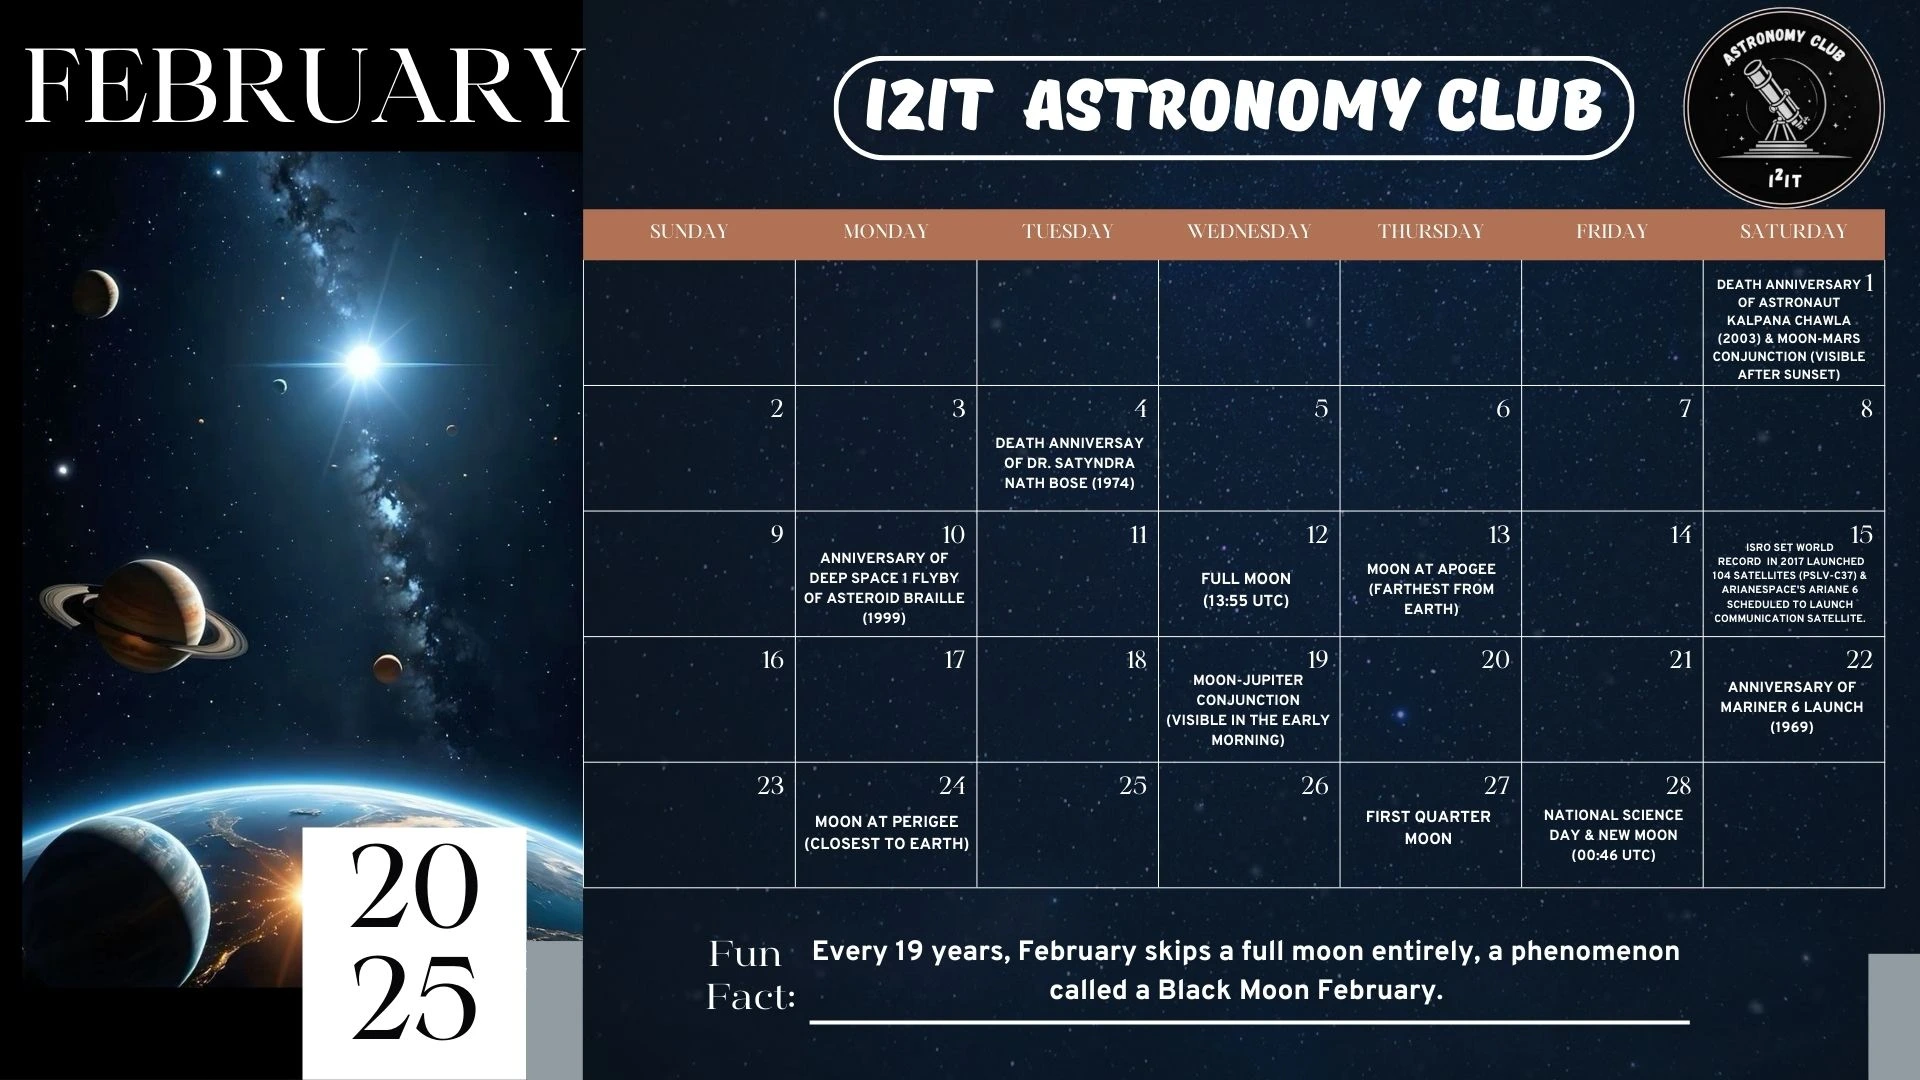 FEBRUARY
I2IT ASTRONOMY CLUB
ASTRONOMY CLUB
I²IT
SUNDAY MONDAY TUESDAY WEDNESDAY THURSDAY FRIDAY SATURDAY
1
DEATH ANNIVERSARY
OF ASTRONAUT
KALPANA CHAWLA
(2003) & MOON-MARS
CONJUNCTION (VISIBLE
AFTER SUNSET)
2
3
4
DEATH ANNIVERSAY
OF DR. SATYNDRA
NATH BOSE (1974)
5
6
7
8
9
10
ANNIVERSARY OF
DEEP SPACE 1 FLYBY
OF ASTEROID BRAILLE
(1999)
11
12
FULL MOON
(13:55 UTC)
13
MOON AT APOGEE
(FARTHEST FROM
EARTH)
14
15
ISRO SET WORLD
RECORD IN 2017 LAUNCHED
104 SATELLITES (PSLV-C37) &
ARIANESPACE'S ARIANE 6
SCHEDULED TO LAUNCH
COMMUNICATION SATELLITE.
16
17
18
19
MOON-JUPITER
CONJUNCTION
(VISIBLE IN THE EARLY
MORNING)
20
21
22
ANNIVERSARY OF
MARINER 6 LAUNCH
(1969)
23
24
MOON AT PERIGEE
(CLOSEST TO EARTH)
25
26
27
FIRST QUARTER
MOON
28
NATIONAL SCIENCE
DAY & NEW MOON
(00:46 UTC)
20
25
Fun
Fact:
Every 19 years, February skips a full moon entirely, a phenomenon
called a Black Moon February.